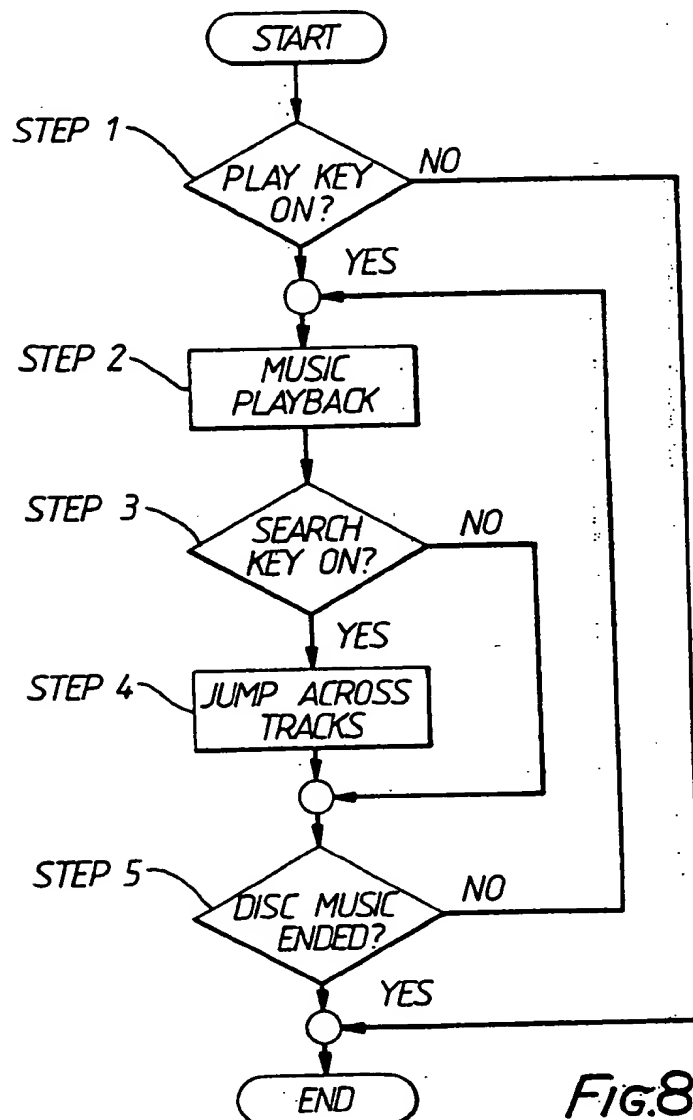 START
STEP 1
PLAY KEY
ON?
NO
YES
STEP 2
MUSIC
PLAYBACK
STEP 3
SEARCH
KEY ON?
NO
YES
STEP 4
JUMP ACROSS
TRACKS
STEP 5
DISC MUSIC
ENDED?
NO
YES
END
FIG.8